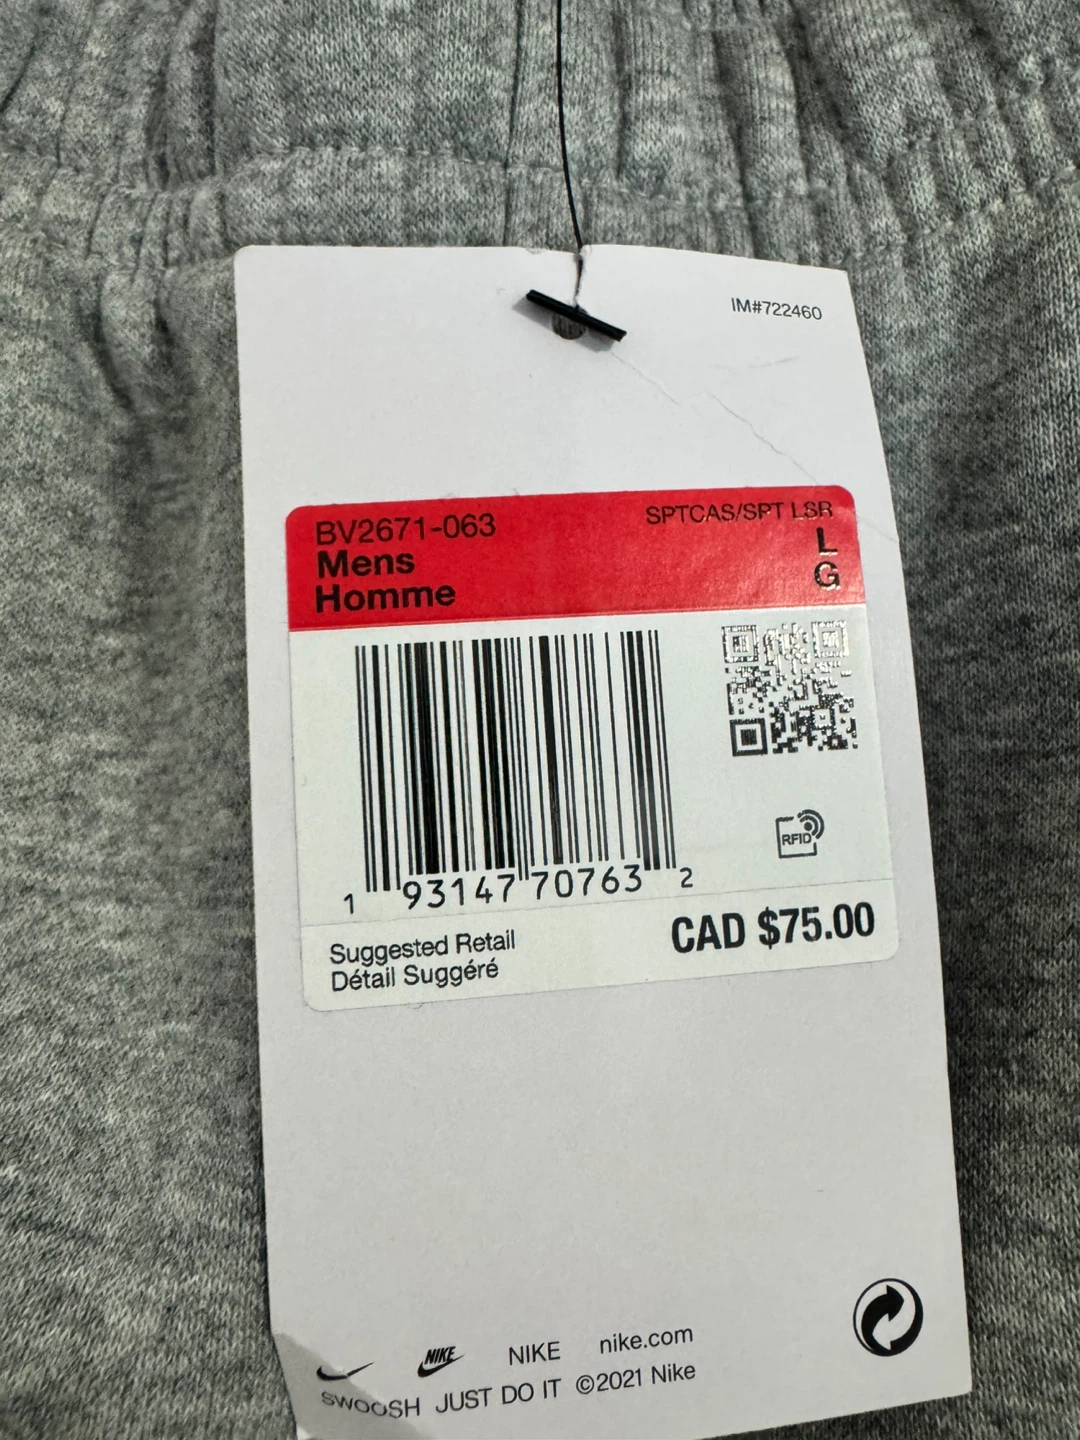 IM#722460
BV2671-063
SPTCAS/SPT LSR
Mens
L
Homme
G
RFID
1 93147 70763 2
Suggested Retail
Détail Suggéré
CAD $75.00
NIKE NIKE nike.com
SWOOSH JUST DO IT ©2021 Nike